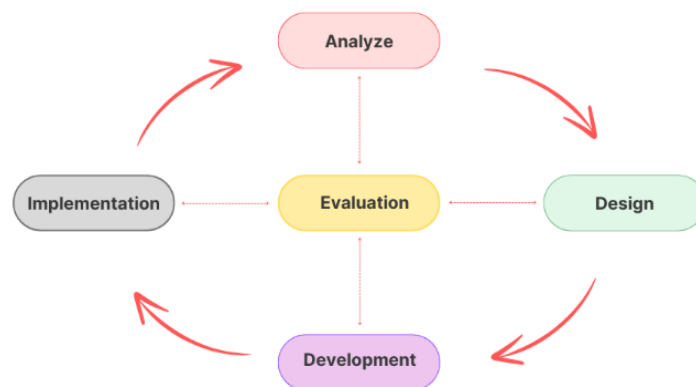 Analyze
Implementation
Evaluation
Design
Development